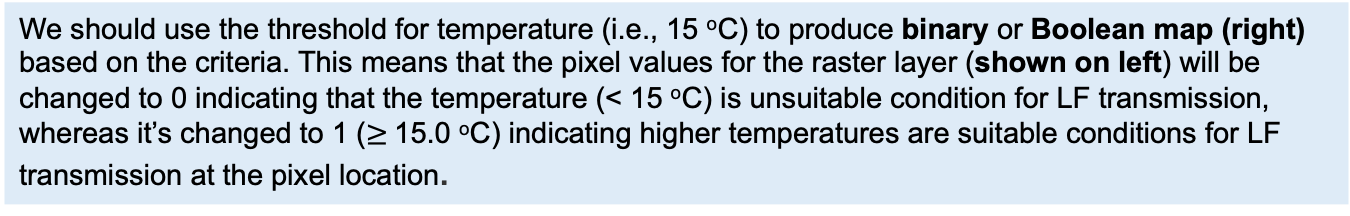 We should use the threshold for temperature (i.e., 15 ºC) to produce binary or Boolean map (right)
based on the criteria. This means that the pixel values for the raster layer (shown on left) will be
changed to 0 indicating that the temperature (< 15 ºC) is unsuitable condition for LF transmission,
whereas it’s changed to 1 (≥ 15.0 ºC) indicating higher temperatures are suitable conditions for LF
transmission at the pixel location.